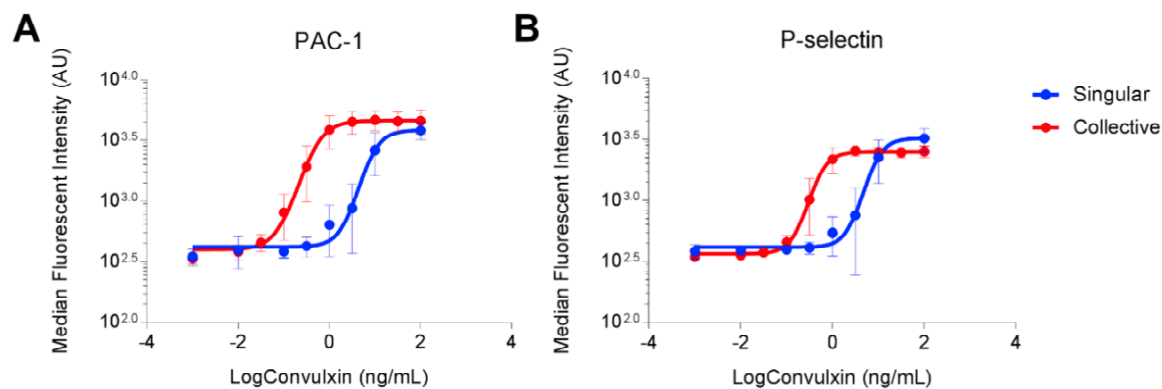 A
PAC-1
Median Fluorescent Intensity (AU)
10^4.0
10^3.5
10^3.0
10^2.5
10^2.0
-4
-2
0
2
4
LogConvulxin (ng/mL)
B
P-selectin
Median Fluorescent Intensity (AU)
10^4.0
10^3.5
10^3.0
10^2.5
10^2.0
-4
-2
0
2
4
LogConvulxin (ng/mL)
Singular
Collective